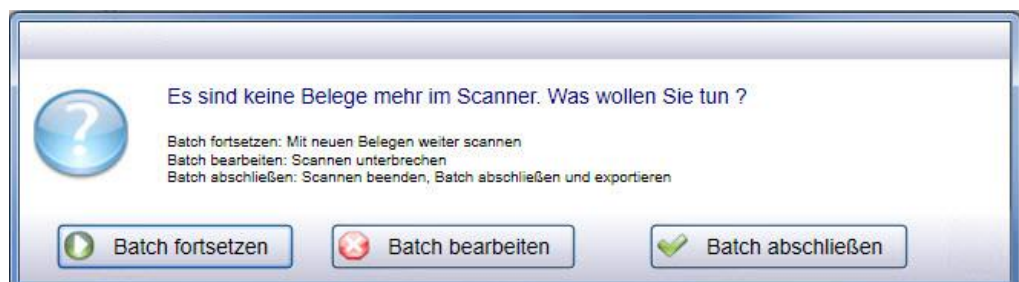 Es sind keine Belege mehr im Scanner. Was wollen Sie tun ?
Batch fortsetzen: Mit neuen Belegen weiter scannen
Batch bearbeiten: Scannen unterbrechen
Batch abschließen: Scannen beenden, Batch abschließen und exportieren
Batch fortsetzen
Batch bearbeiten
Batch abschließen